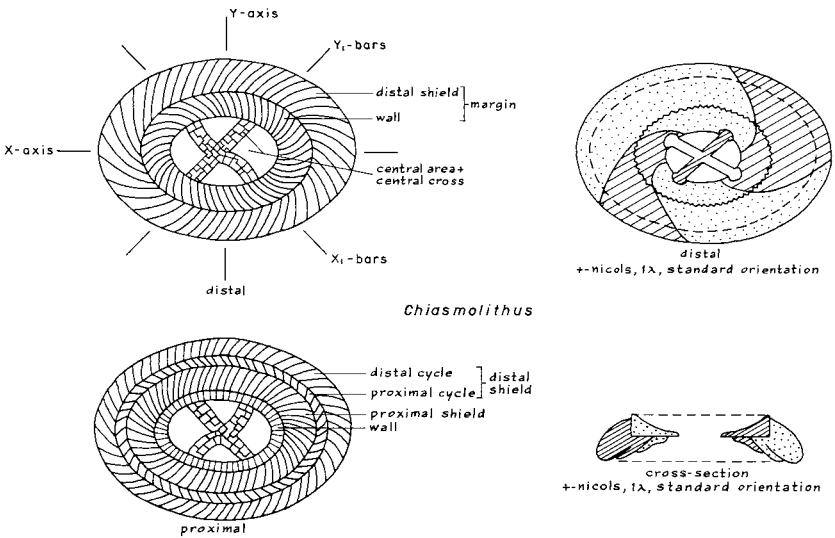 Y-axis
Y₁-bars
distal shield
margin
wall
X-axis
central area+
central cross
X₁-bars
distal
distal
+-nicols, 1λ, standard orientation
Chiasmolithus
distal cycle
distal
shield
proximal cycle
proximal shield
wall
proximal
cross-section
+-nicols, 1λ, standard orientation